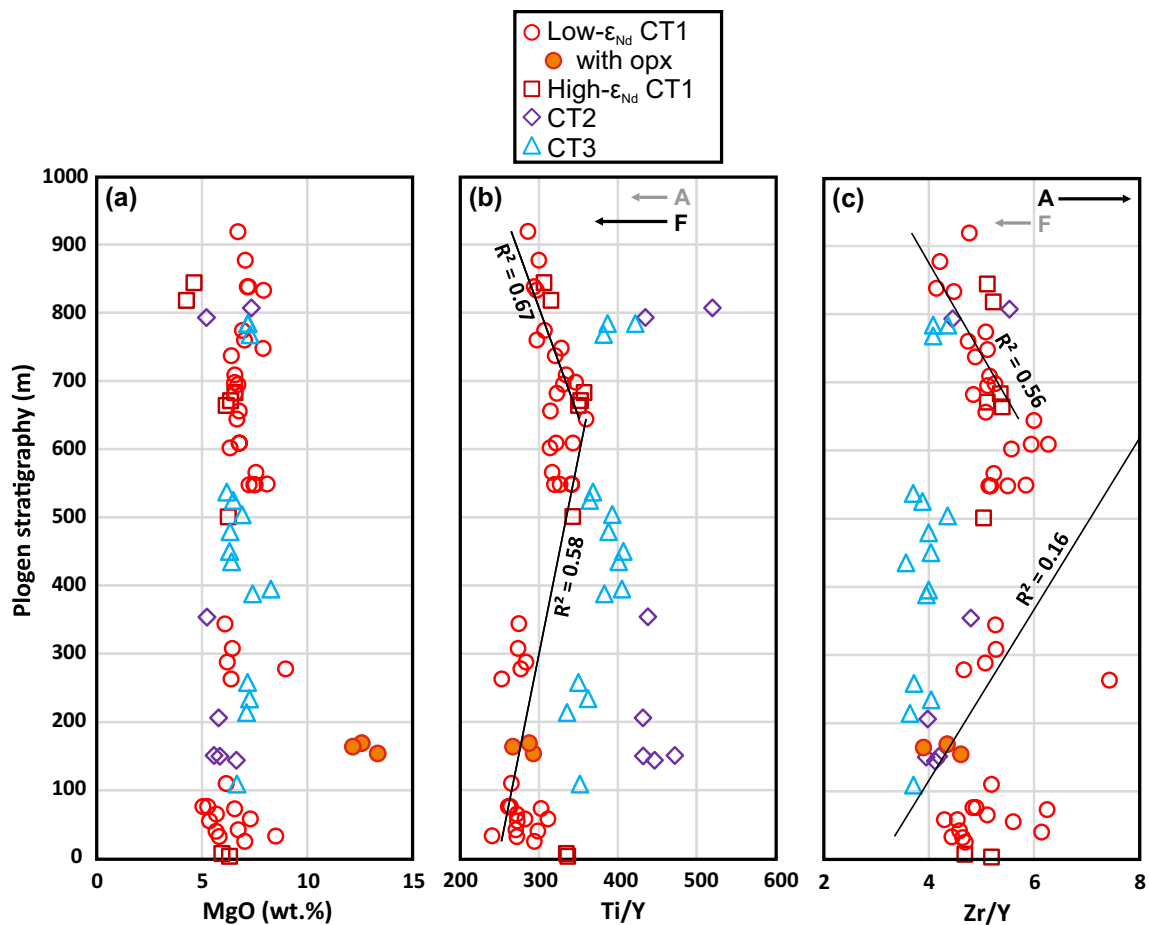 Low-εNd CT1
with opx
High-εNd CT1
CT2
CT3
Plogen stratigraphy (m)
1000
900
800
700
600
500
400
300
200
100
0
(a)
0 5 10 15
MgO (wt.%)
(b)
A
F
R² = 0.67
R² = 0.58
200 300 400 500 600
Ti/Y
(c)
A
F
R² = 0.56
R² = 0.16
2 4 6 8
Zr/Y